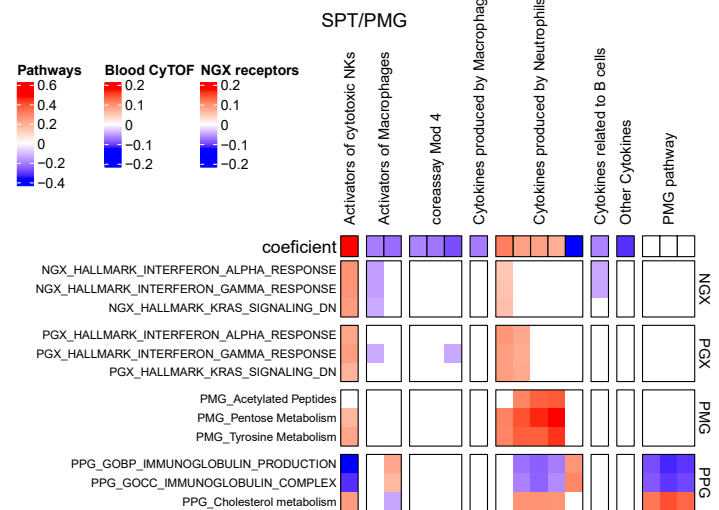 SPT/PMG
Pathways
0.6
0.4
0.2
0
−0.2
−0.4
Blood CyTOF
0.2
0.1
0
−0.1
−0.2
NGX receptors
0.2
0.1
0
−0.1
−0.2
Activators of cytotoxic NKs
Activators of Macrophages
coreassay Mod 4
Cytokines produced by Macrophag
Cytokines produced by Neutrophils
Cytokines related to B cells
Other Cytokines
PMG pathway
coeficient
NGX_HALLMARK_INTERFERON_ALPHA_RESPONSE
NGX_HALLMARK_INTERFERON_GAMMA_RESPONSE
NGX_HALLMARK_KRAS_SIGNALING_DN
NGX
PGX_HALLMARK_INTERFERON_ALPHA_RESPONSE
PGX_HALLMARK_INTERFERON_GAMMA_RESPONSE
PGX_HALLMARK_KRAS_SIGNALING_DN
PGX
PMG_Acetylated Peptides
PMG_Pentose Metabolism
PMG_Tyrosine Metabolism
PMG
PPG_GOBP_IMMUNOGLOBULIN_PRODUCTION
PPG_GOCC_IMMUNOGLOBULIN_COMPLEX
PPG_Cholesterol metabolism
PPG